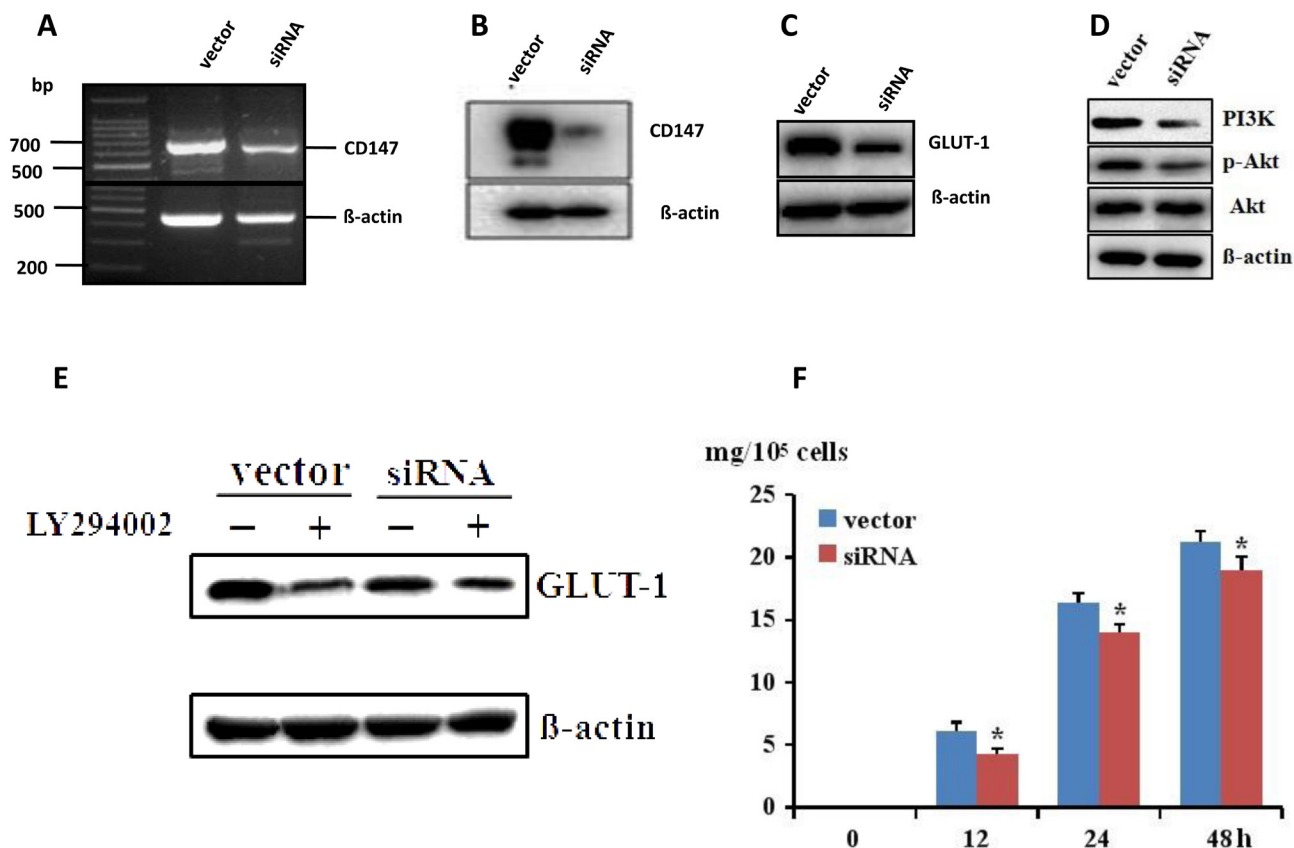 A
vector
siRNA
bp
700
500
CD147
500
200
ß-actin
B
vector
siRNA
CD147
ß-actin
C
vector
siRNA
GLUT-1
ß-actin
D
vector
siRNA
PI3K
p-Akt
Akt
ß-actin
E
vector siRNA
LY294002 − + − +
GLUT-1
ß-actin
F
mg/10⁵ cells
25
20
15
10
5
0
vector
siRNA
*
*
*
0 12 24 48 h